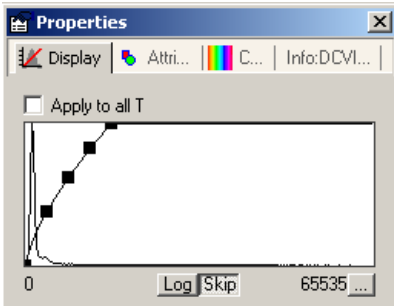 Properties
Display Attri... C... Info:DCVI...
Apply to all T
0 Log Skip 65535 ...